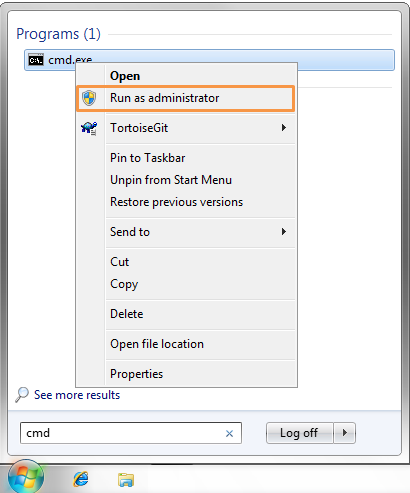 Programs (1)
cmd.exe
Open
Run as administrator
TortoiseGit
Pin to Taskbar
Unpin from Start Menu
Restore previous versions
Send to
Cut
Copy
Delete
Open file location
Properties
See more results
cmd
Log off